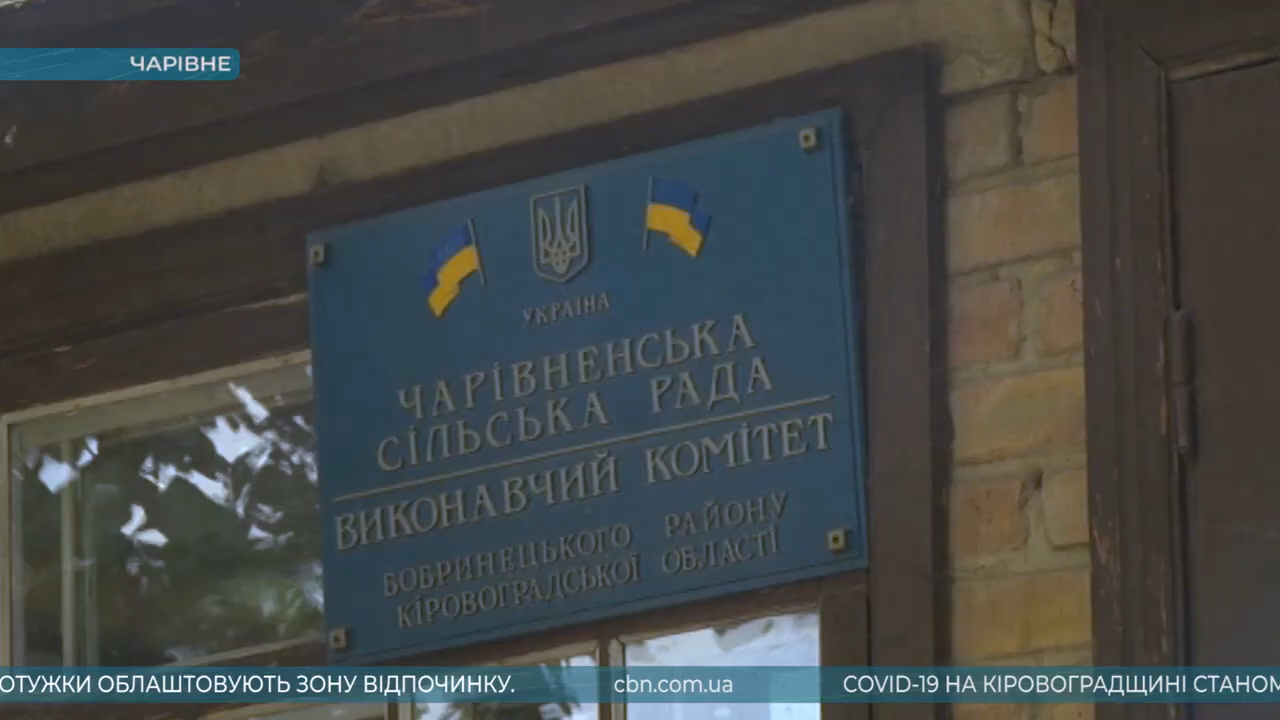 ЧАРІВНЕ
УКРАЇНА
ЧАРІВНЕНСЬКА
СІЛЬСЬКА РАДА
ВИКОНАВЧИЙ КОМІТЕТ
БОБРИНЕЦЬКОГО РАЙОНУ
КІРОВОГРАДСЬКОЇ ОБЛАСТІ
ОТУЖКИ ОБЛАШТОВУЮТЬ ЗОНУ ВІДПОЧИНКУ. cbn.com.ua COVID-19 НА КІРОВОГРАДЩИНІ СТАНОМ